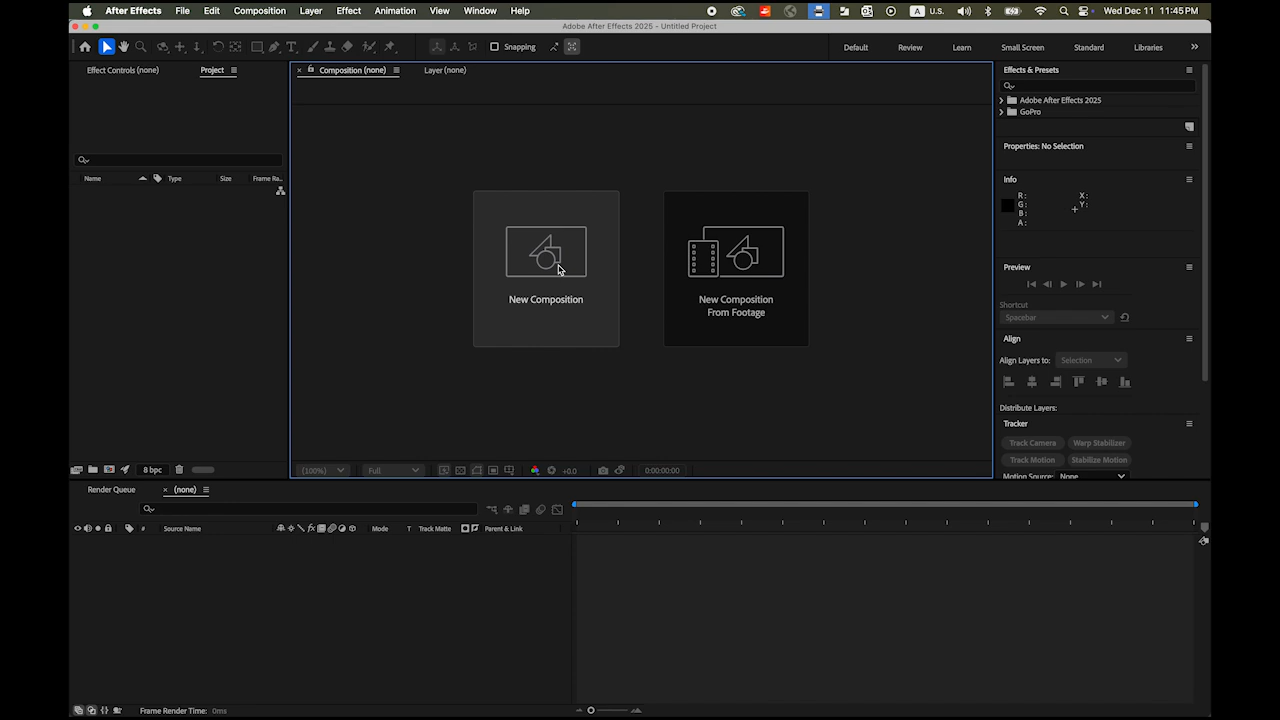 After Effects File Edit Composition Layer Effect Animation View Window Help A U.S. Wed Dec 11 11:45 PM
Adobe After Effects 2025 - Untitled Project
Snapping Default Review Learn Small Screen Standard Libraries
Effect Controls (none) Project Composition (none) Layer (none) Effects & Presets
Adobe After Effects 2025
GoPro
Properties: No Selection
Name Type Size Frame Ra..
Info
R: X:
G: Y:
B:
A:
New Composition
New Composition
From Footage
Preview
Shortcut
Spacebar
Align
Align Layers to: Selection
Distribute Layers:
Tracker
Track Camera Warp Stabilizer
Track Motion Stabilize Motion
Motion Source: None
8 bpc (100%) Full +0.0 0:00:00:00
Render Queue (none)
# Source Name fx Mode T Track Matte Parent & Link
Frame Render Time: 0ms